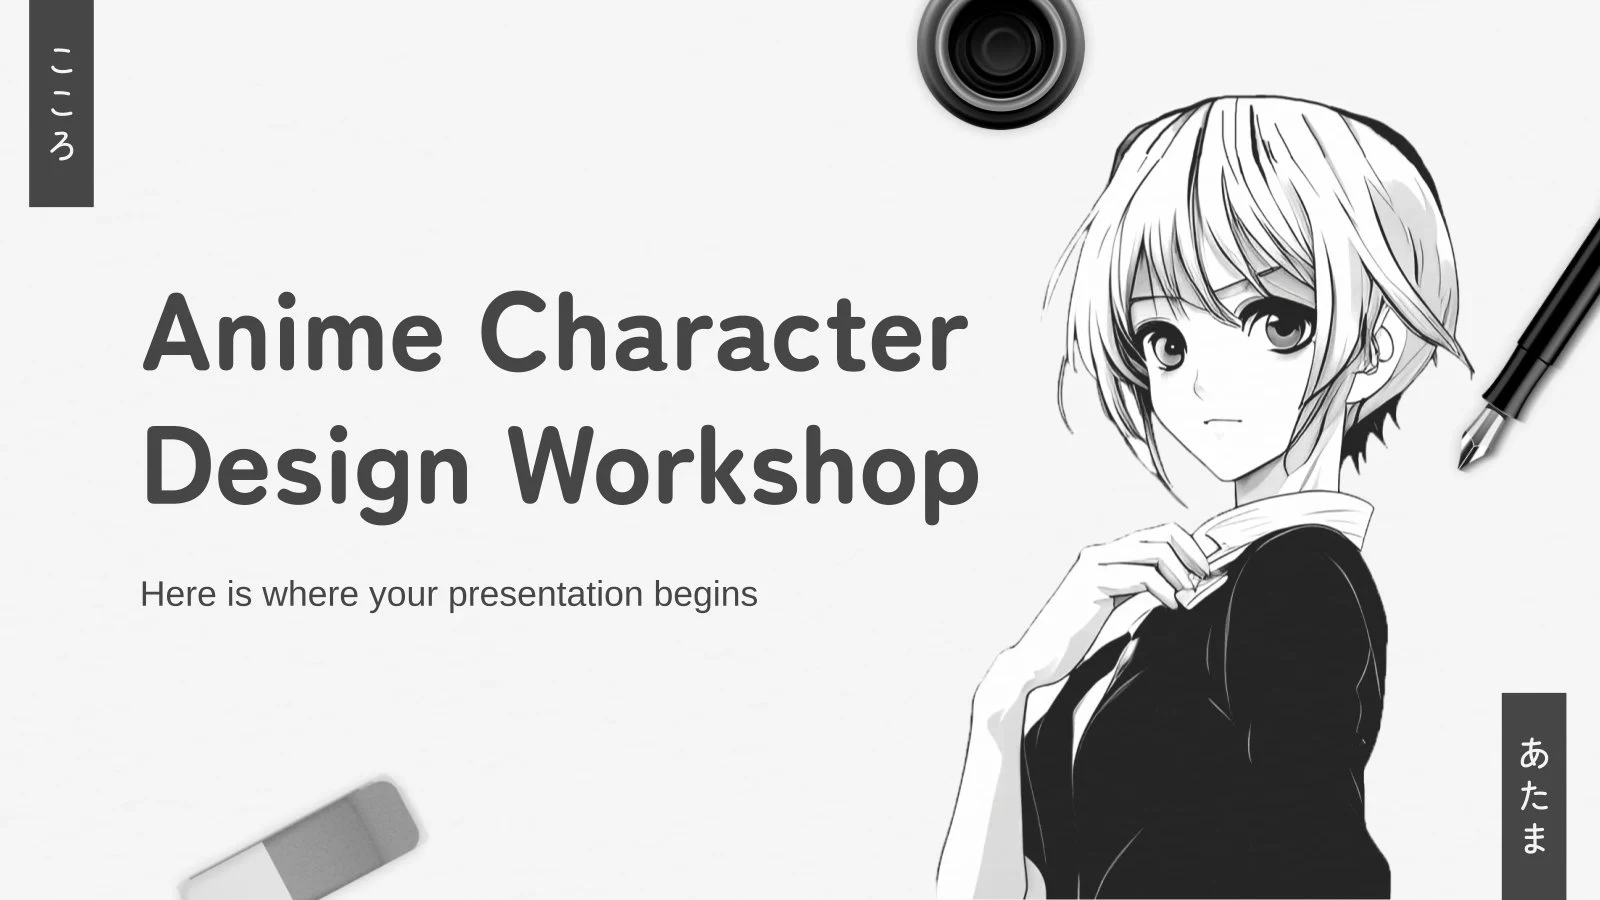 こころ
Anime Character
Design Workshop
Here is where your presentation begins
あたま